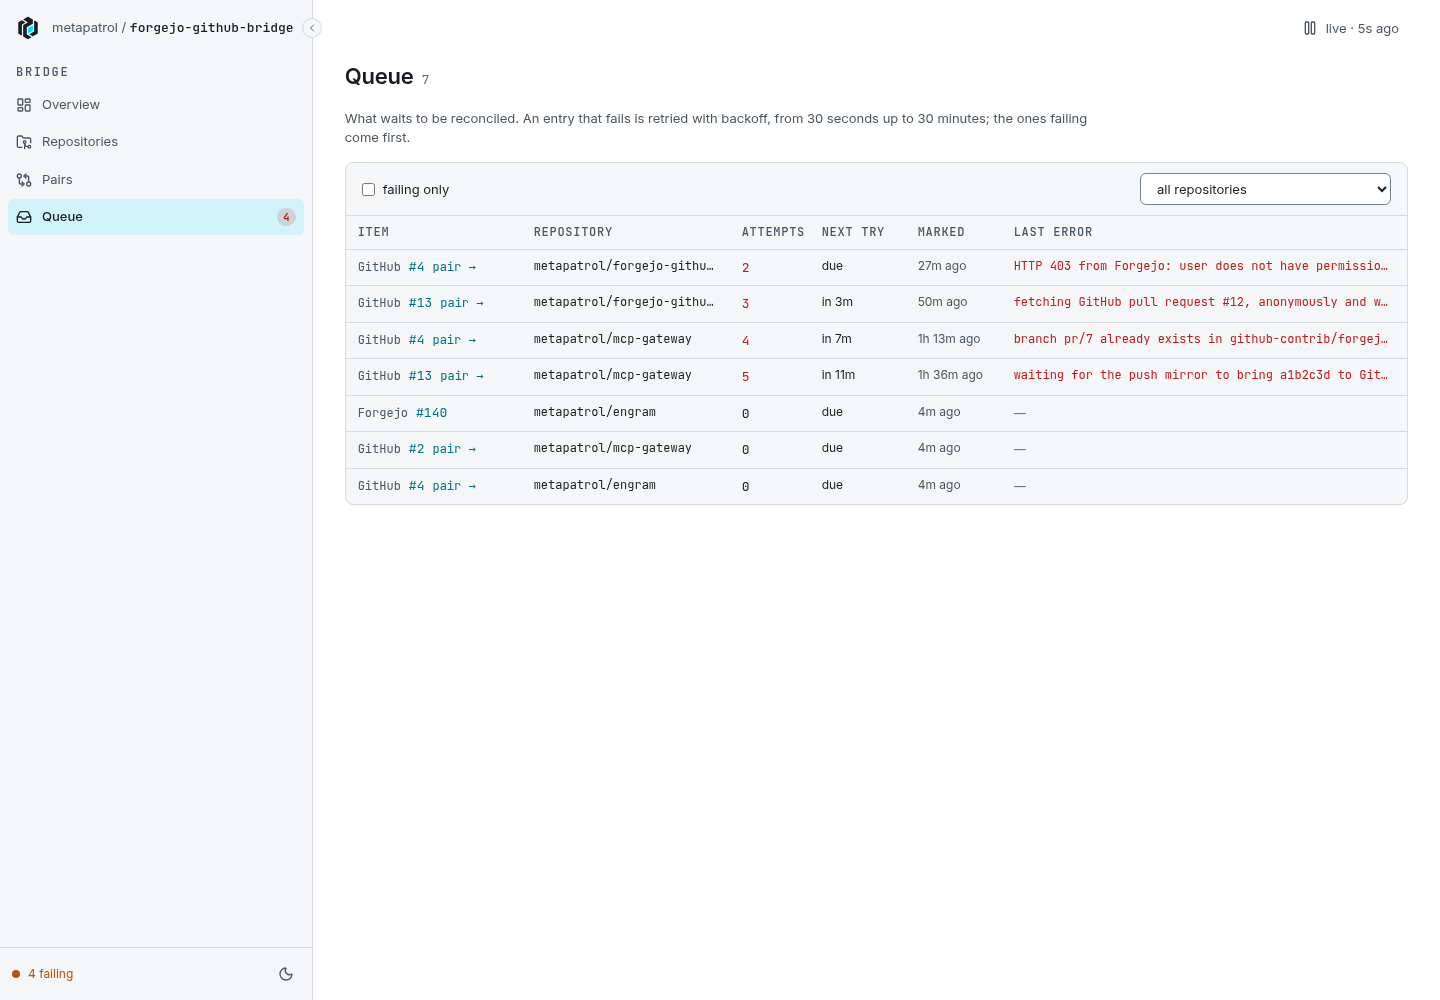 metapatrol / forgejo-github-bridge
live · 5s ago
BRIDGE
Overview
Repositories
Pairs
Queue 4
Queue 7
What waits to be reconciled. An entry that fails is retried with backoff, from 30 seconds up to 30 minutes; the ones failing
come first.
failing only
all repositories
ITEM REPOSITORY ATTEMPTS NEXT TRY MARKED LAST ERROR
GitHub #4 pair → metapatrol/forgejo-githu… 2 due 27m ago HTTP 403 from Forgejo: user does not have permissio…
GitHub #13 pair → metapatrol/forgejo-githu… 3 in 3m 50m ago fetching GitHub pull request #12, anonymously and w…
GitHub #4 pair → metapatrol/mcp-gateway 4 in 7m 1h 13m ago branch pr/7 already exists in github-contrib/forgej…
GitHub #13 pair → metapatrol/mcp-gateway 5 in 11m 1h 36m ago waiting for the push mirror to bring a1b2c3d to Git…
Forgejo #140 metapatrol/engram 0 due 4m ago —
GitHub #2 pair → metapatrol/mcp-gateway 0 due 4m ago —
GitHub #4 pair → metapatrol/engram 0 due 4m ago —
4 failing